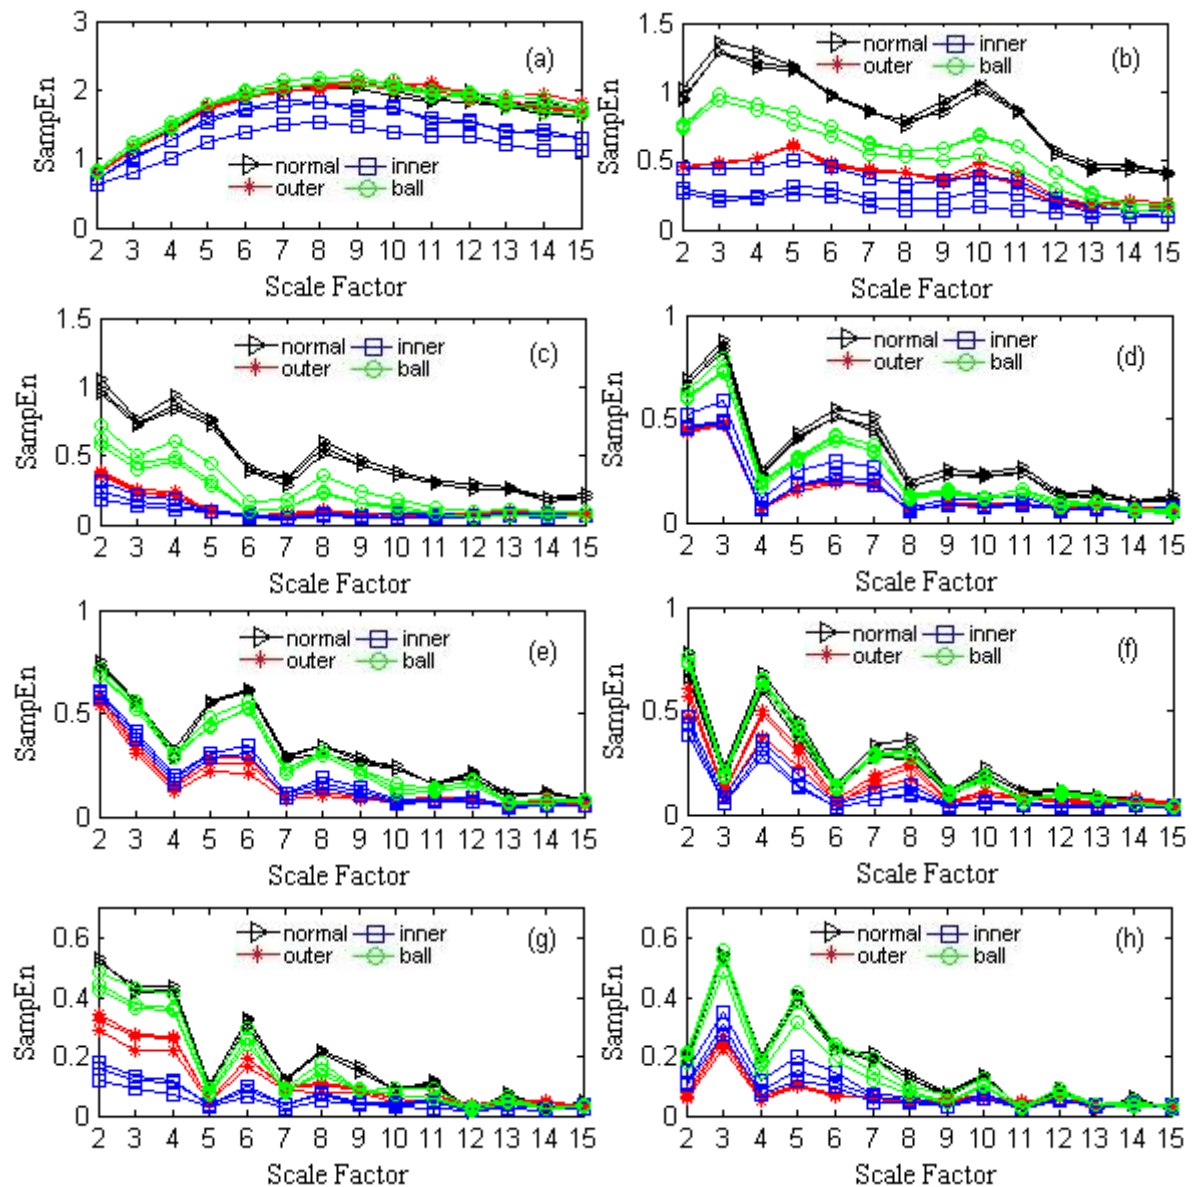 3
2
1
0
SampEn
(a)
normal inner
outer ball
2 3 4 5 6 7 8 9 10 11 12 13 14 15
Scale Factor
1.5
1
0.5
0
SampEn
normal inner
outer ball
(b)
2 3 4 5 6 7 8 9 10 11 12 13 14 15
Scale Factor
1.5
1
0.5
0
SampEn
normal inner
outer ball
(c)
2 3 4 5 6 7 8 9 10 11 12 13 14 15
Scale Factor
1
0.5
0
SampEn
normal inner
outer ball
(d)
2 3 4 5 6 7 8 9 10 11 12 13 14 15
Scale Factor
1
0.5
0
SampEn
normal inner
outer ball
(e)
2 3 4 5 6 7 8 9 10 11 12 13 14 15
Scale Factor
1
0.5
0
SampEn
normal inner
outer ball
(f)
2 3 4 5 6 7 8 9 10 11 12 13 14 15
Scale Factor
0.6
0.4
0.2
0
SampEn
normal inner
outer ball
(g)
2 3 4 5 6 7 8 9 10 11 12 13 14 15
Scale Factor
0.6
0.4
0.2
0
SampEn
normal inner
outer ball
(h)
2 3 4 5 6 7 8 9 10 11 12 13 14 15
Scale Factor